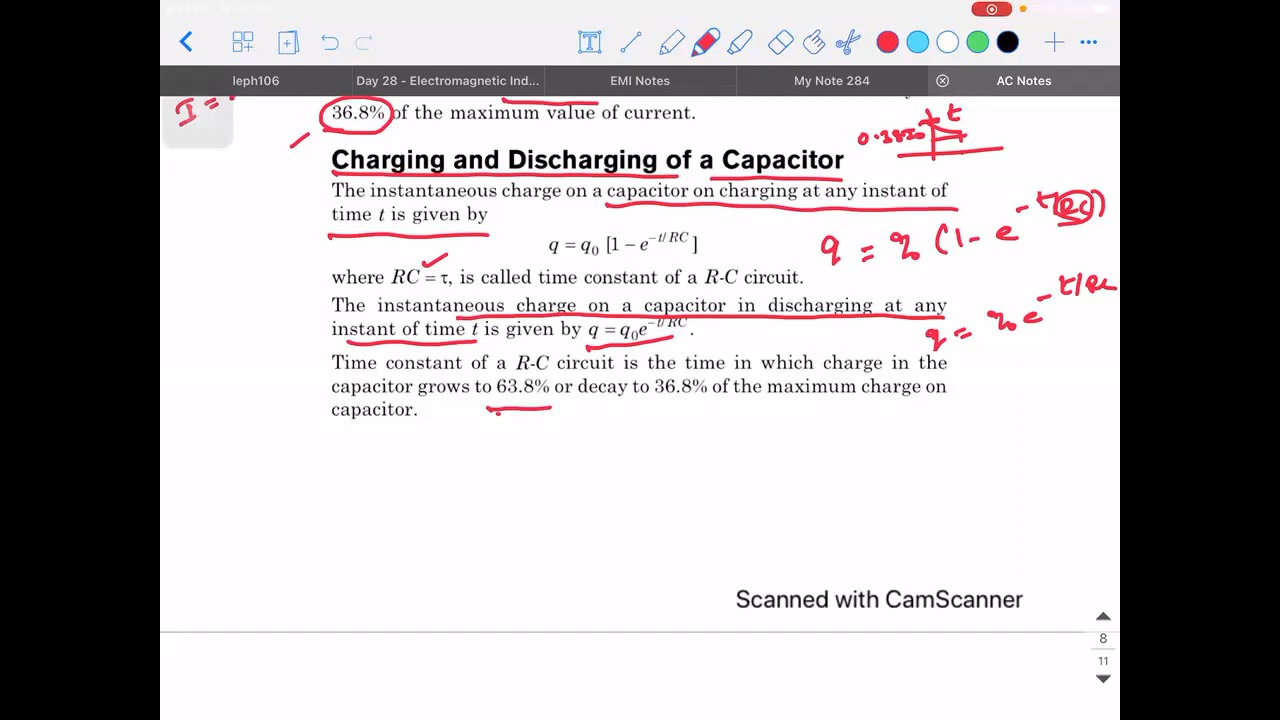 leph106
Day 28 - Electromagnetic Ind...
EMI Notes
My Note 284
AC Notes
I =
36.8% of the maximum value of current.
t
Charging and Discharging of a Capacitor
The instantaneous charge on a capacitor on charging at any instant of
time t is given by
q = q₀ [1 – e^{–t/RC}]
q = q₀ (1 - e^{-t/RC})
where RC = τ, is called time constant of a R-C circuit.
The instantaneous charge on a capacitor in discharging at any
instant of time t is given by q = q₀e^{–t/RC}.
q = q₀ e^{-t/RC}
Time constant of a R-C circuit is the time in which charge in the
capacitor grows to 63.8% or decay to 36.8% of the maximum charge on
capacitor.
Scanned with CamScanner
8
11